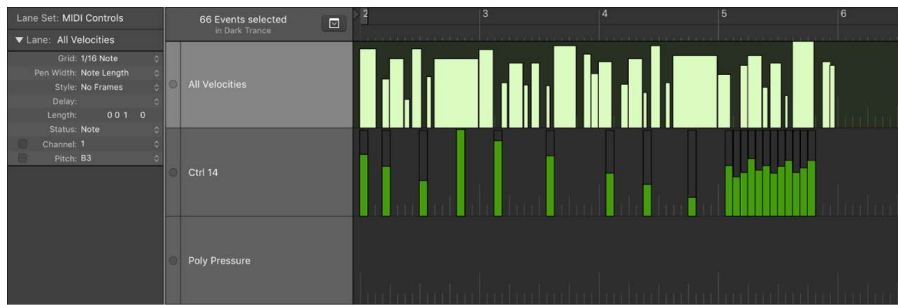 Lane Set: MIDI Controls
Lane: All Velocities
Grid: 1/16 Note
Pen Width: Note Length
Style: No Frames
Delay:
Length: 0 0 1 0
Status: Note
Channel: 1
Pitch: B3
66 Events selected
in Dark Trance
All Velocities
Ctrl 14
Poly Pressure
2 3 4 5 6